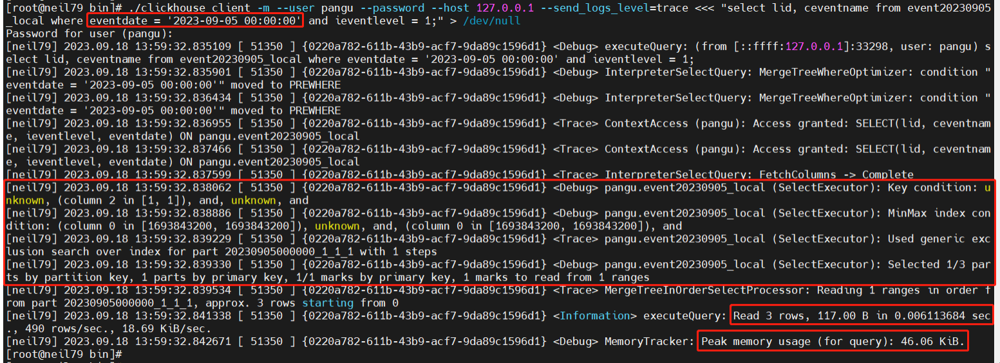 [root@neil79 bin]# ./clickhouse client -m --user pangu --password --host 127.0.0.1 --send_logs_level=trace <<< "select lid, ceventname from event20230905
_local where eventdate = '2023-09-05 00:00:00' and ieventlevel = 1;" > /dev/null
Password for user (pangu):
[neil79] 2023.09.18 13:59:32.835109 [ 51350 ] {0220a782-611b-43b9-acf7-9da89c1596d1} <Debug> executeQuery: (from [::ffff:127.0.0.1]:33298, user: pangu) s
elect lid, ceventname from event20230905_local where eventdate = '2023-09-05 00:00:00' and ieventlevel = 1;
[neil79] 2023.09.18 13:59:32.835901 [ 51350 ] {0220a782-611b-43b9-acf7-9da89c1596d1} <Debug> InterpreterSelectQuery: MergeTreeWhereOptimizer: condition "
eventdate = '2023-09-05 00:00:00'" moved to PREWHERE
[neil79] 2023.09.18 13:59:32.836434 [ 51350 ] {0220a782-611b-43b9-acf7-9da89c1596d1} <Debug> InterpreterSelectQuery: MergeTreeWhereOptimizer: condition "
eventdate = '2023-09-05 00:00:00'" moved to PREWHERE
[neil79] 2023.09.18 13:59:32.836955 [ 51350 ] {0220a782-611b-43b9-acf7-9da89c1596d1} <Trace> ContextAccess (pangu): Access granted: SELECT(lid, ceventnam
e, ieventlevel, eventdate) ON pangu.event20230905_local
[neil79] 2023.09.18 13:59:32.837466 [ 51350 ] {0220a782-611b-43b9-acf7-9da89c1596d1} <Trace> ContextAccess (pangu): Access granted: SELECT(lid, ceventnam
e, ieventlevel, eventdate) ON pangu.event20230905_local
[neil79] 2023.09.18 13:59:32.837599 [ 51350 ] {0220a782-611b-43b9-acf7-9da89c1596d1} <Trace> InterpreterSelectQuery: FetchColumns -> Complete
[neil79] 2023.09.18 13:59:32.838062 [ 51350 ] {0220a782-611b-43b9-acf7-9da89c1596d1} <Debug> pangu.event20230905_local (SelectExecutor): Key condition: u
nknown, (column 2 in [1, 1]), and, unknown, and
[neil79] 2023.09.18 13:59:32.838886 [ 51350 ] {0220a782-611b-43b9-acf7-9da89c1596d1} <Debug> pangu.event20230905_local (SelectExecutor): MinMax index con
dition: (column 0 in [1693843200, 1693843200]), unknown, and, (column 0 in [1693843200, 1693843200]), and
[neil79] 2023.09.18 13:59:32.839229 [ 51350 ] {0220a782-611b-43b9-acf7-9da89c1596d1} <Trace> pangu.event20230905_local (SelectExecutor): Used generic exc
lusion search over index for part 20230905000000_1_1_1 with 1 steps
[neil79] 2023.09.18 13:59:32.839330 [ 51350 ] {0220a782-611b-43b9-acf7-9da89c1596d1} <Debug> pangu.event20230905_local (SelectExecutor): Selected 1/3 par
ts by partition key, 1 parts by primary key, 1/1 marks by primary key, 1 marks to read from 1 ranges
[neil79] 2023.09.18 13:59:32.839534 [ 51350 ] {0220a782-611b-43b9-acf7-9da89c1596d1} <Trace> MergeTreeInOrderSelectProcessor: Reading 1 ranges in order f
rom part 20230905000000_1_1_1, approx. 3 rows starting from 0
[neil79] 2023.09.18 13:59:32.841338 [ 51350 ] {0220a782-611b-43b9-acf7-9da89c1596d1} <Information> executeQuery: Read 3 rows, 117.00 B in 0.006113684 sec
., 490 rows/sec., 18.69 KiB/sec.
[neil79] 2023.09.18 13:59:32.842671 [ 51350 ] {0220a782-611b-43b9-acf7-9da89c1596d1} <Debug> MemoryTracker: Peak memory usage (for query): 46.06 KiB.
[root@neil79 bin]#